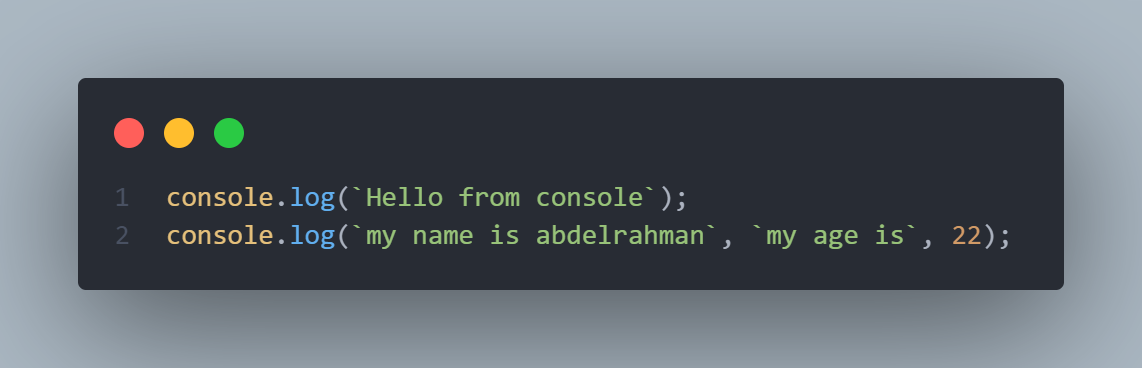 1 console.log(`Hello from console`);
2 console.log(`my name is abdelrahman`, `my age is`, 22);